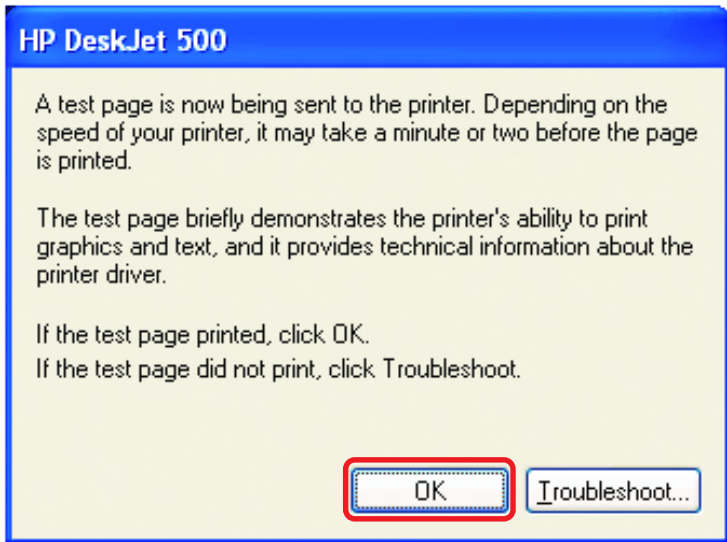 HP DeskJet 500
A test page is now being sent to the printer. Depending on the
speed of your printer, it may take a minute or two before the page
is printed.
The test page briefly demonstrates the printer's ability to print
graphics and text, and it provides technical information about the
printer driver.
If the test page printed, click OK.
If the test page did not print, click Troubleshoot.
OK
Troubleshoot...